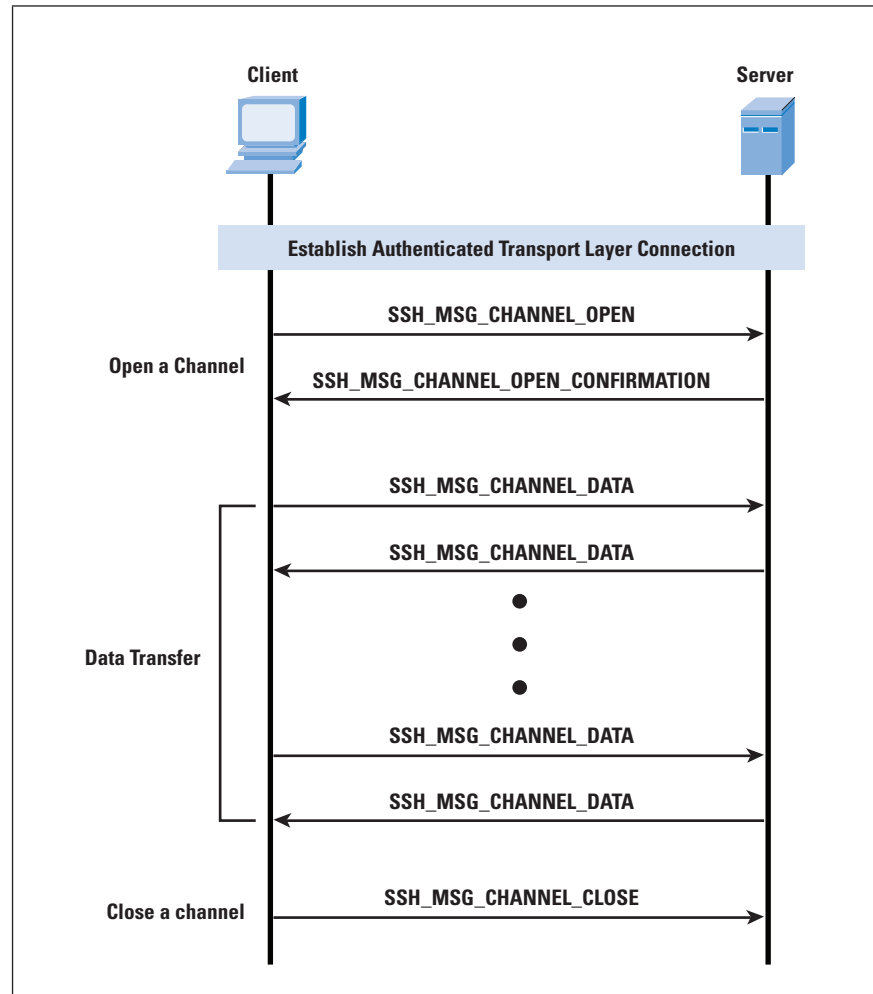 Client
Server
Establish Authenticated Transport Layer Connection
SSH_MSG_CHANNEL_OPEN
Open a Channel
SSH_MSG_CHANNEL_OPEN_CONFIRMATION
SSH_MSG_CHANNEL_DATA
SSH_MSG_CHANNEL_DATA
Data Transfer
SSH_MSG_CHANNEL_DATA
SSH_MSG_CHANNEL_DATA
Close a channel
SSH_MSG_CHANNEL_CLOSE